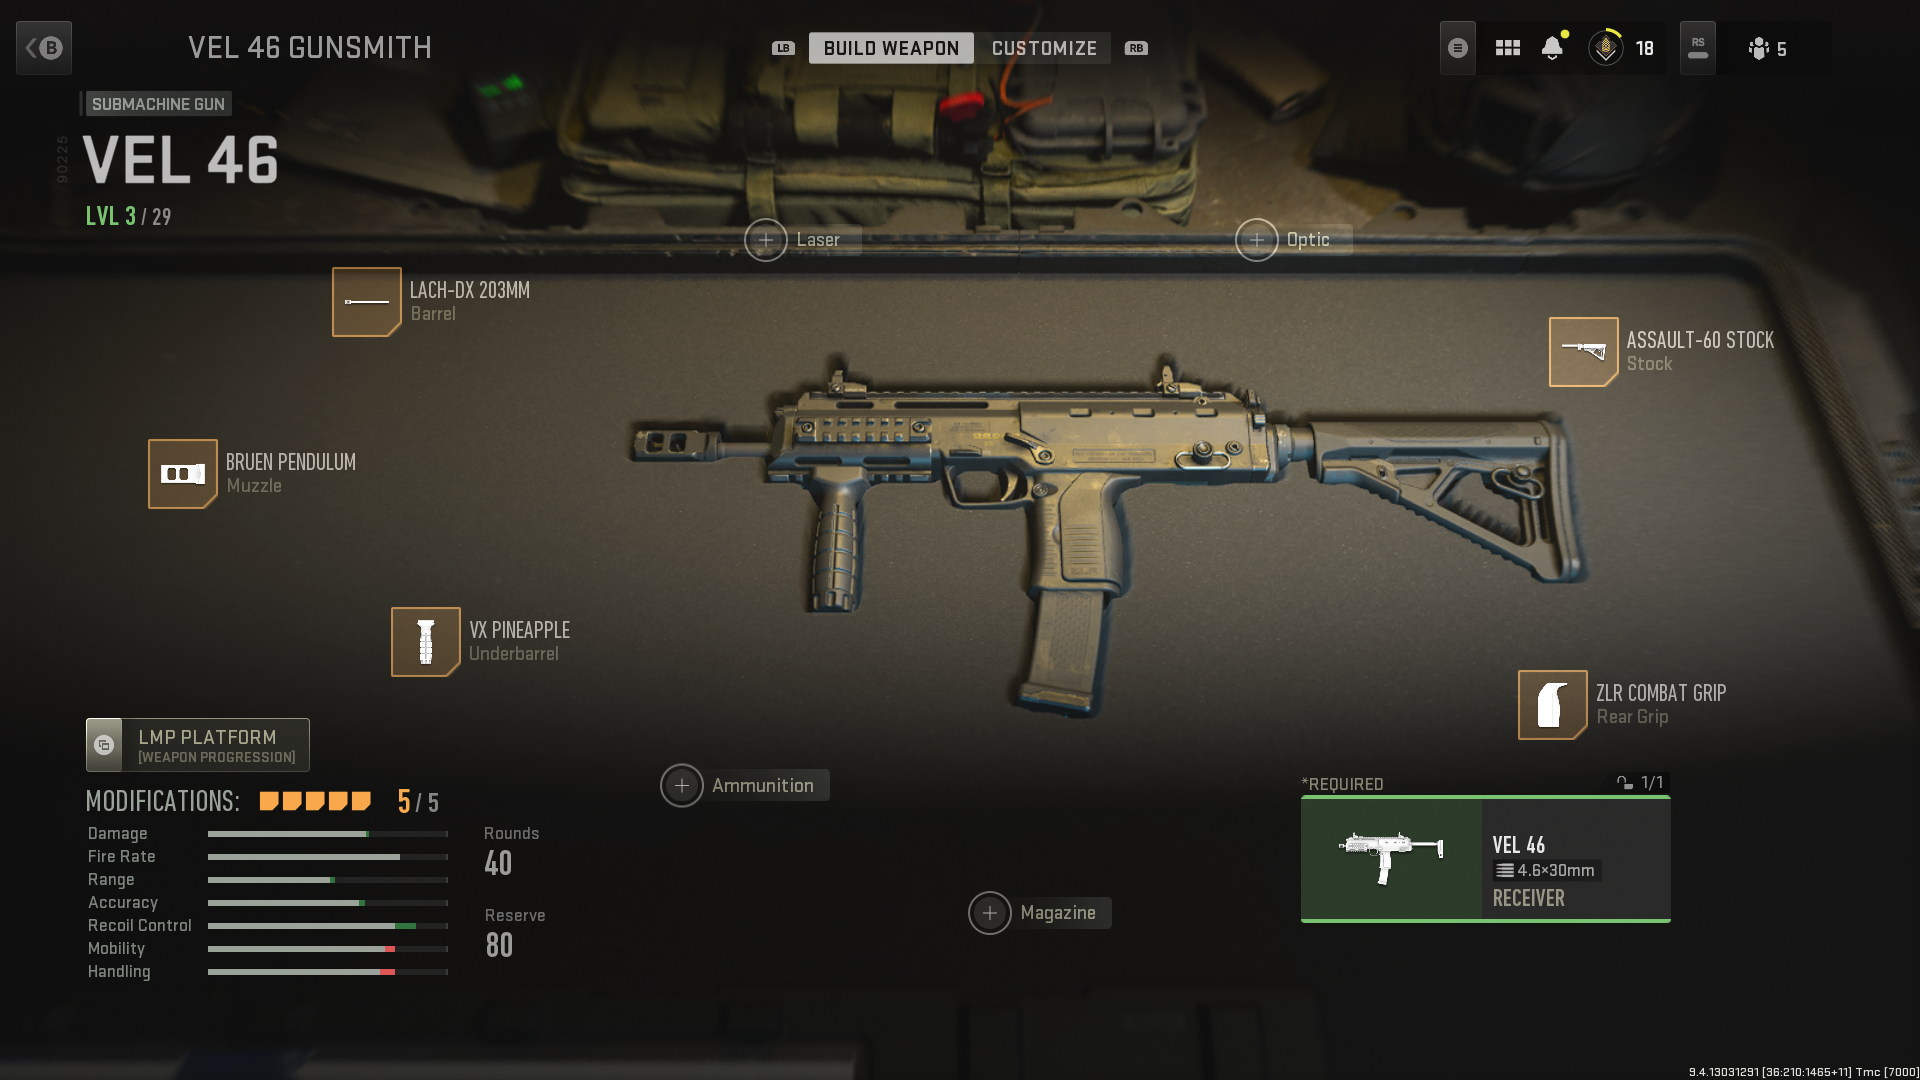 B
VEL 46 GUNSMITH
LB
BUILD WEAPON
CUSTOMIZE
RB
18
RS
5
SUBMACHINE GUN
90225
VEL 46
LVL 3 / 29
Laser
Optic
LACH-DX 203MM
Barrel
ASSAULT-60 STOCK
Stock
BRUEN PENDULUM
Muzzle
VX PINEAPPLE
Underbarrel
ZLR COMBAT GRIP
Rear Grip
LMP PLATFORM
[WEAPON PROGRESSION]
Ammunition
*REQUIRED
1/1
MODIFICATIONS: 5 / 5
Damage
Fire Rate
Range
Accuracy
Recoil Control
Mobility
Handling
Rounds
40
Reserve
80
VEL 46
4.6×30mm
RECEIVER
Magazine
9.4.13031291 [36:210:1465+11] Tmc [7000]